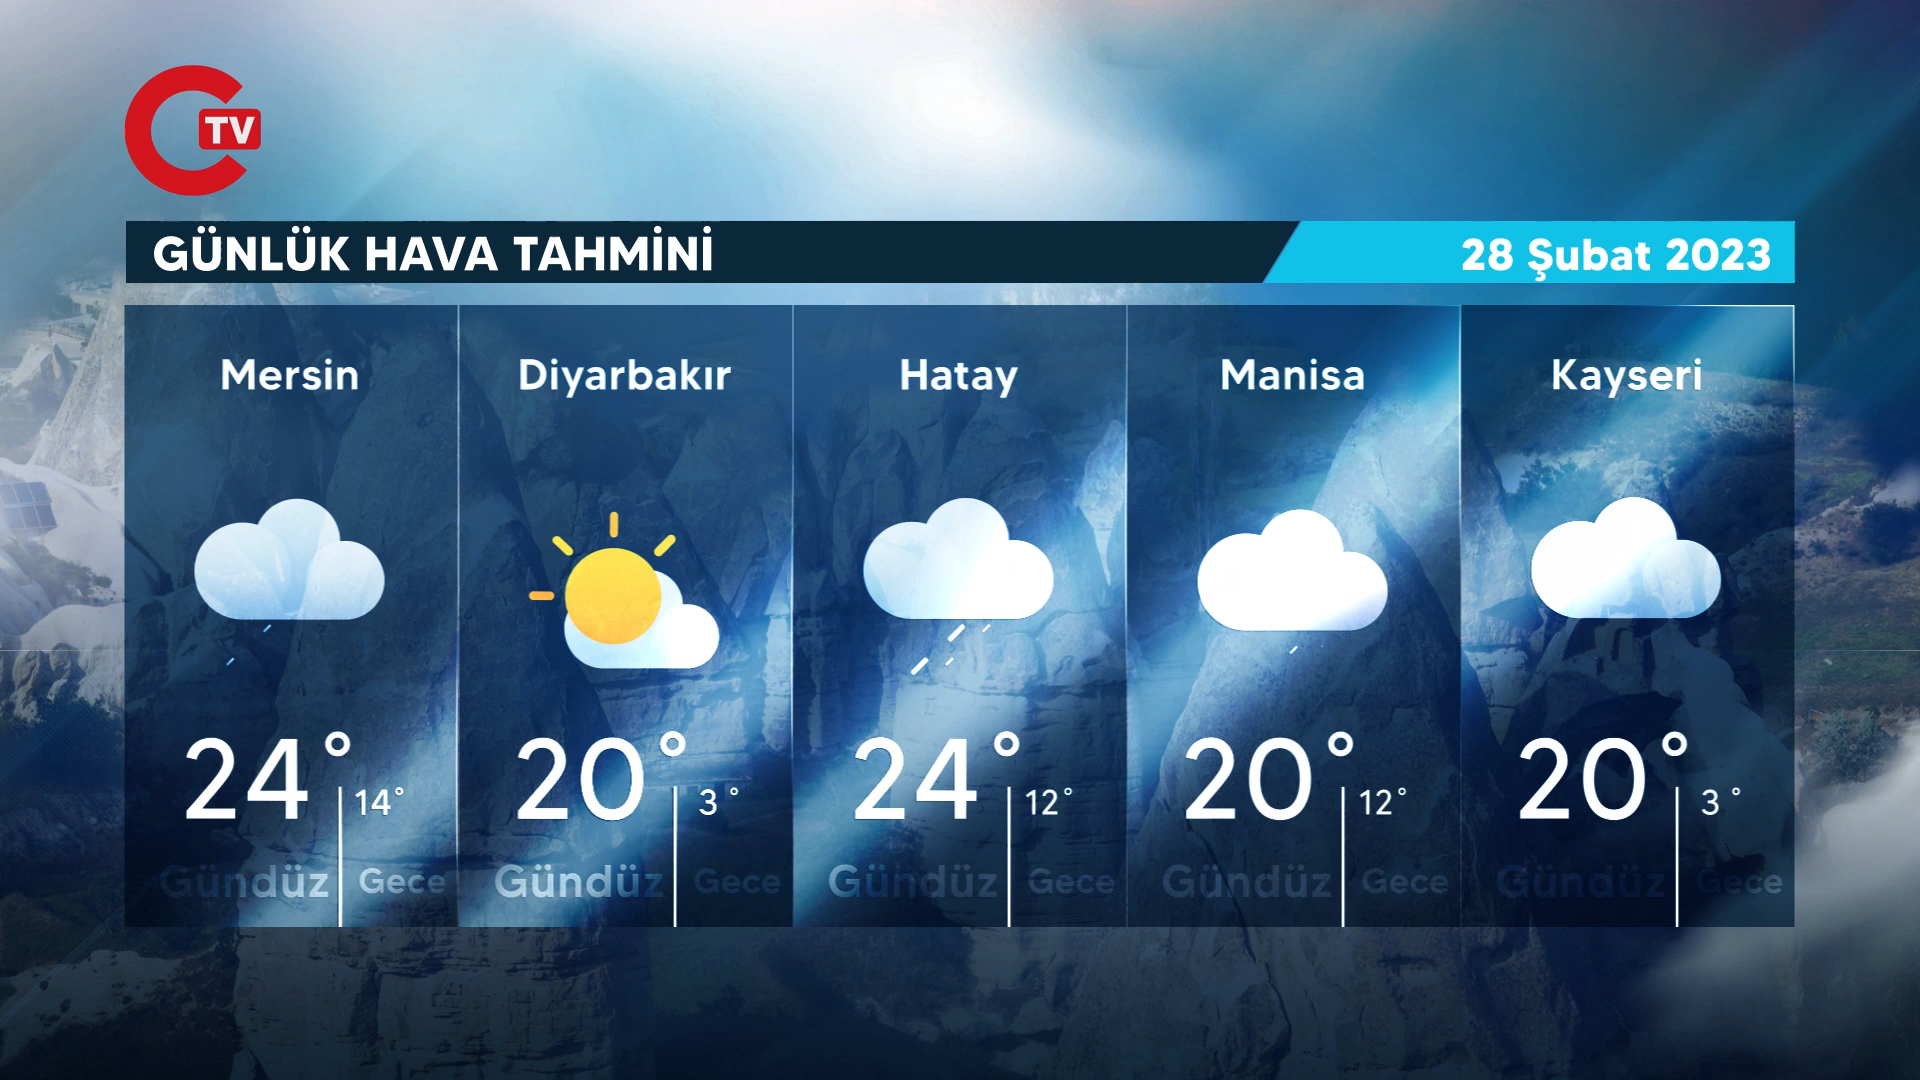 TV
GÜNLÜK HAVA TAHMİNİ
28 Şubat 2023
Mersin
24°
14°
Gündüz
Gece
Diyarbakır
20°
3°
Gündüz
Gece
Hatay
24°
12°
Gündüz
Gece
Manisa
20°
12°
Gündüz
Gece
Kayseri
20°
3°
Gündüz
Gece